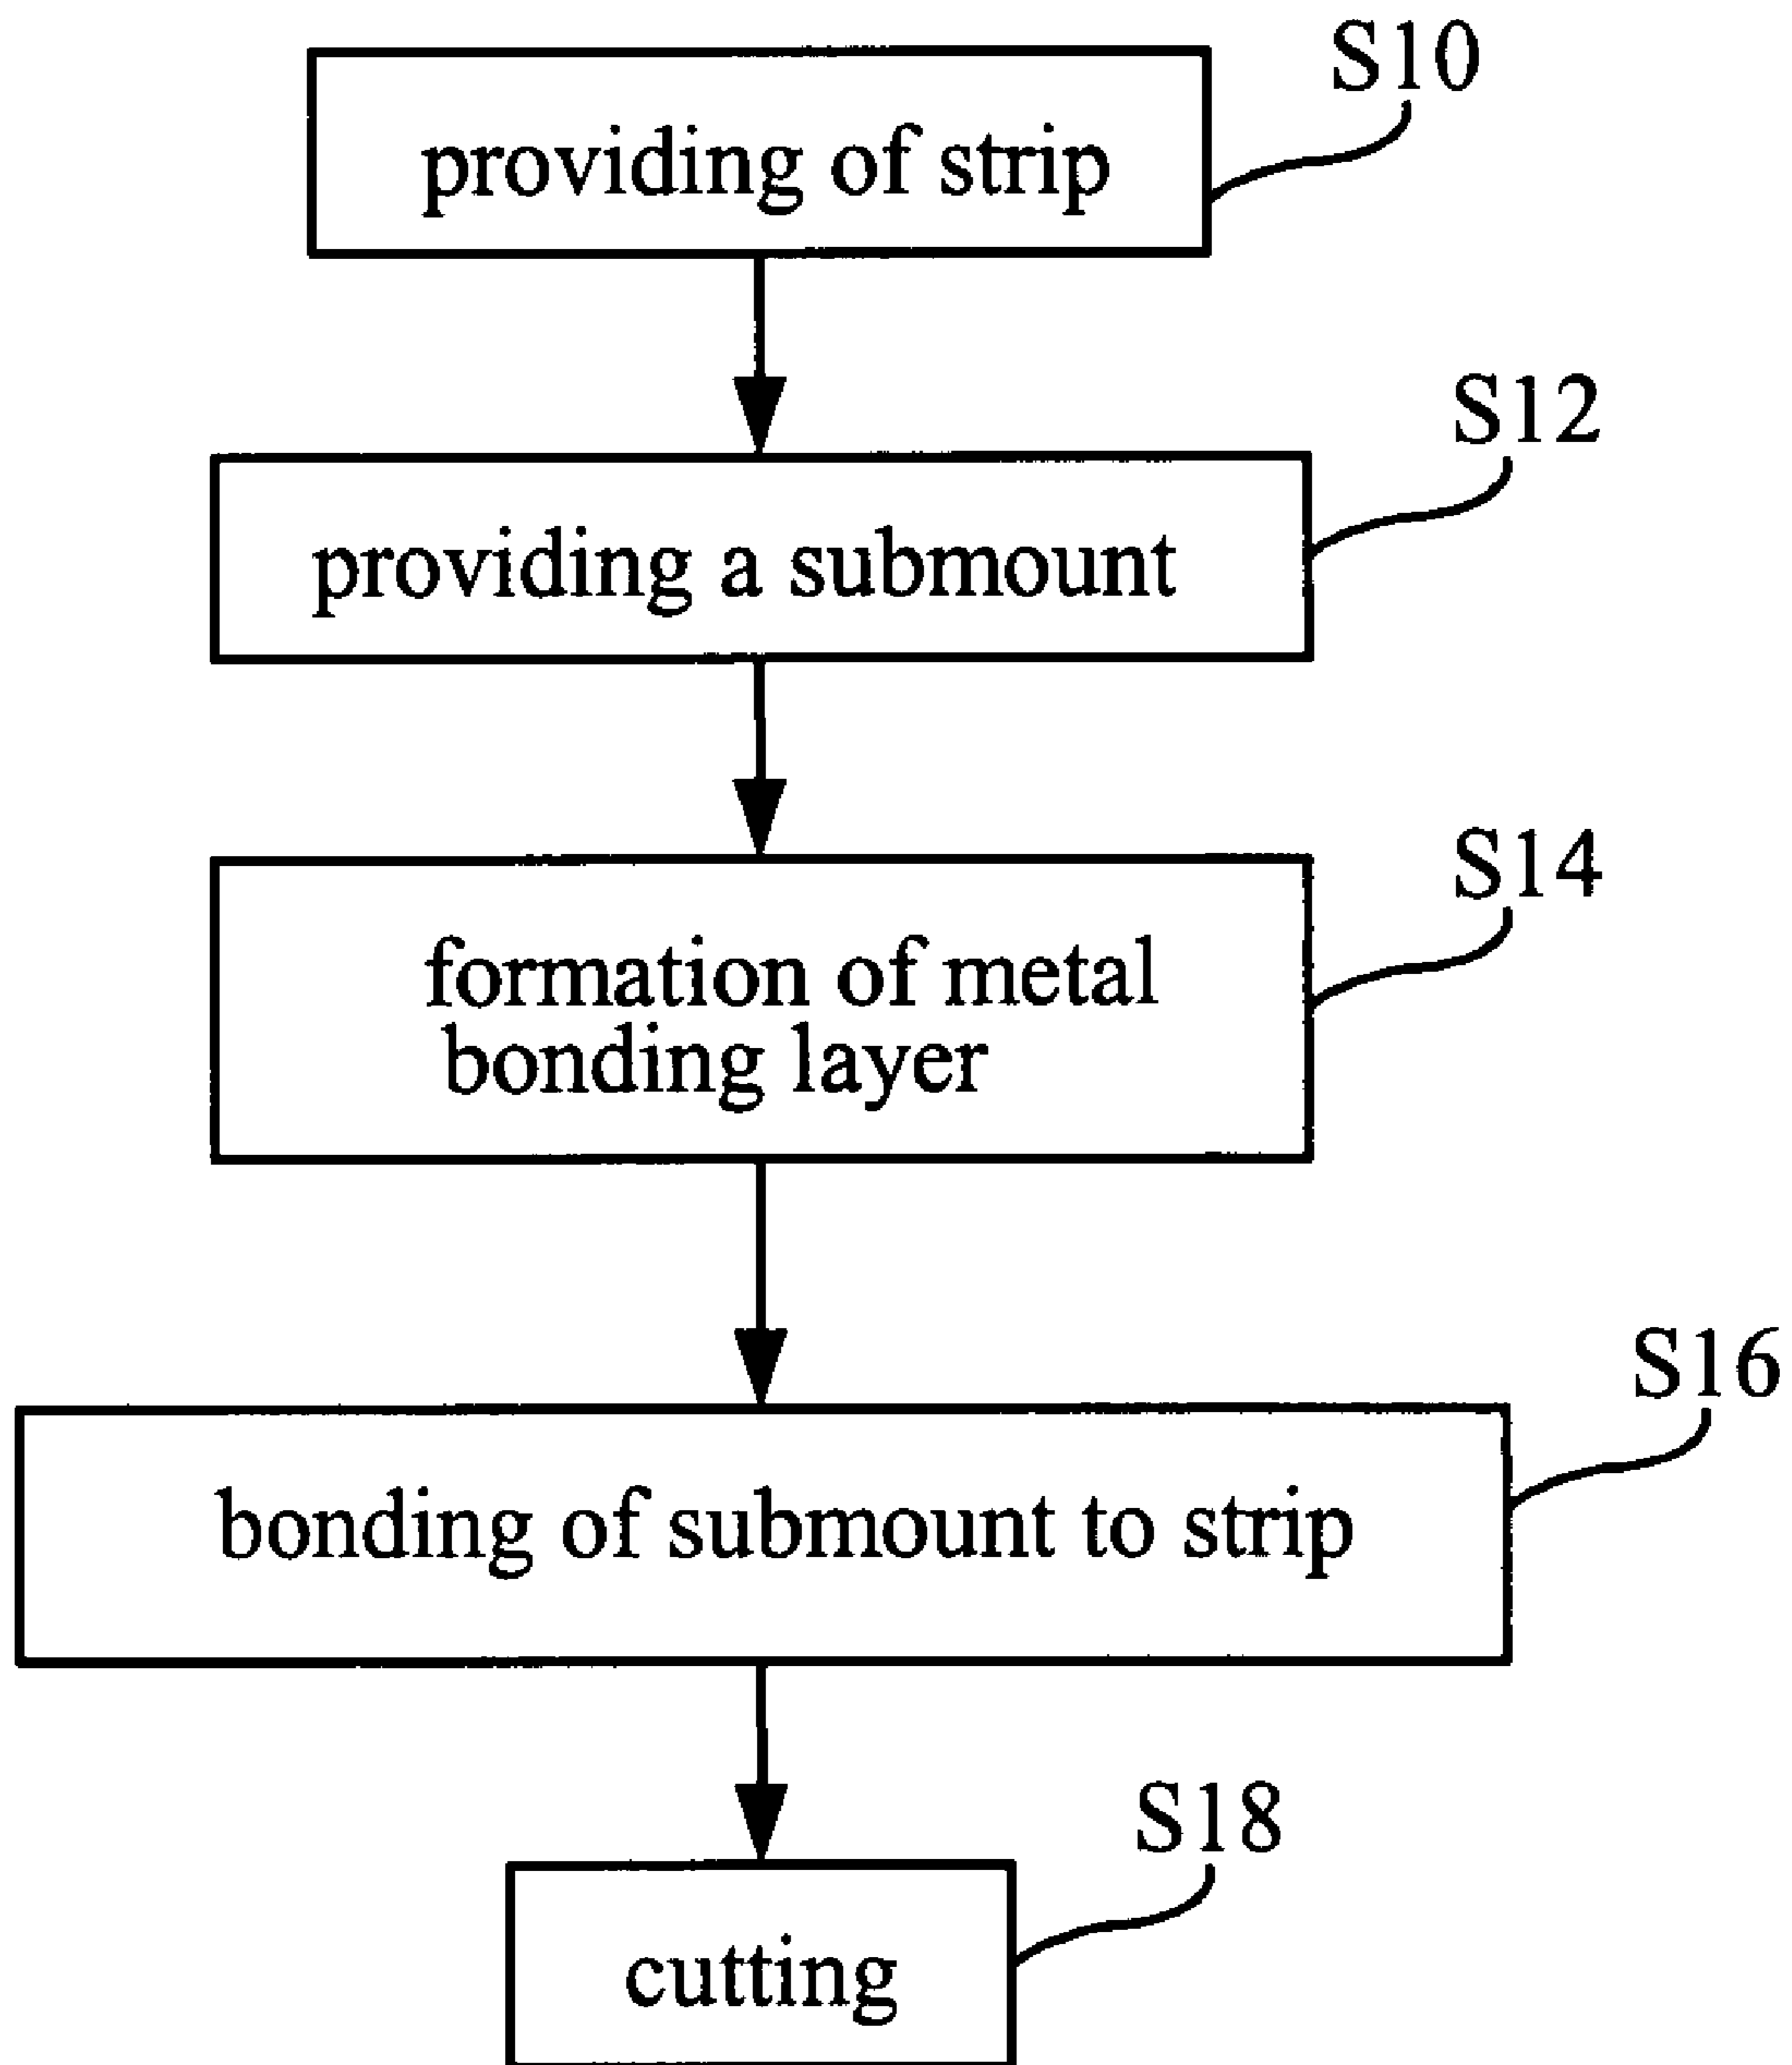 S10
providing of strip
S12
providing a submount
S14
formation of metal
bonding layer
S16
bonding of submount to strip
S18
cutting